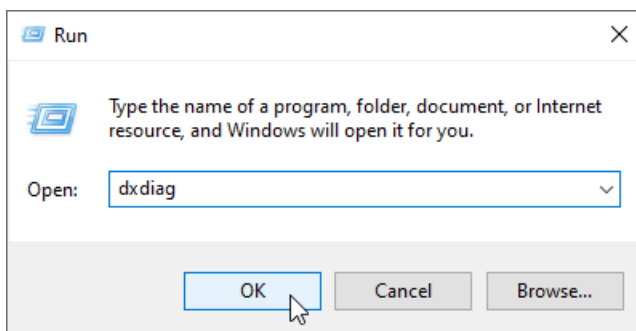 Run
Type the name of a program, folder, document, or Internet
resource, and Windows will open it for you.
Open: dxdiag
OK Cancel Browse...